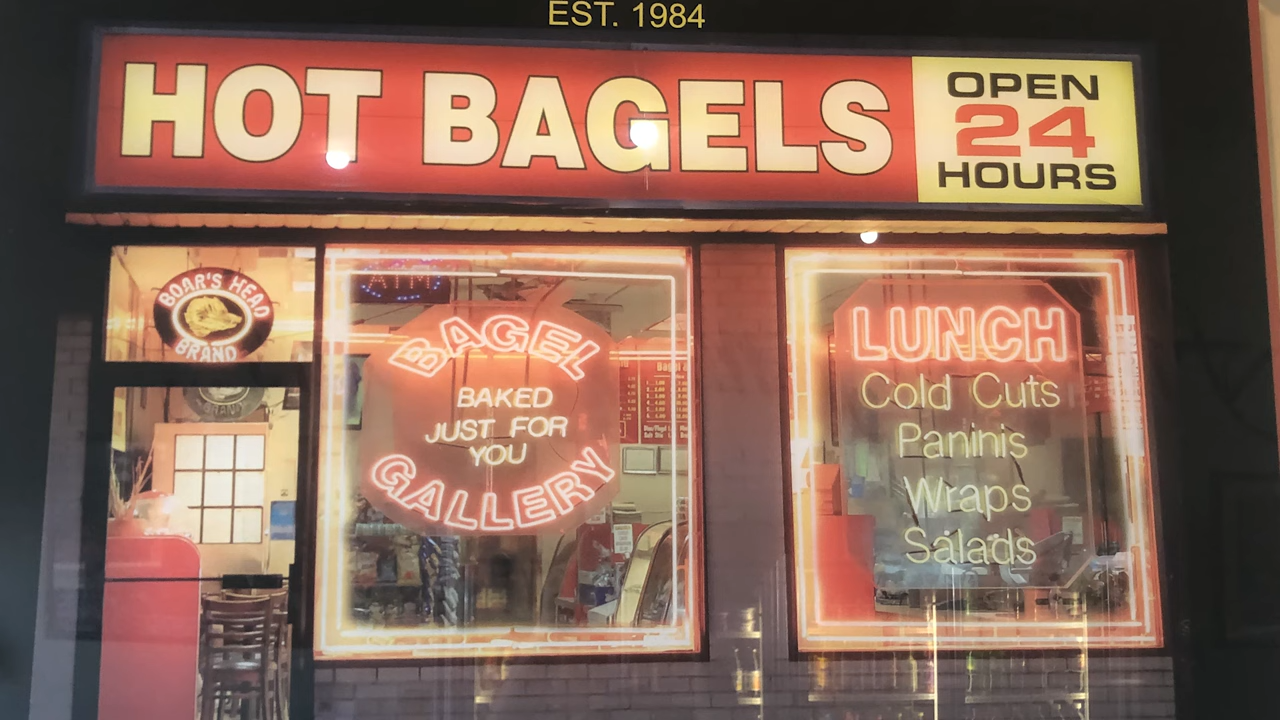 EST. 1984
HOT BAGELS
OPEN
24
HOURS
BOAR'S HEAD
BRAND
ATM
BAGEL
BAKED
JUST FOR
YOU
GALLERY
LUNCH
Cold Cuts
Paninis
Wraps
Salads
BRAND